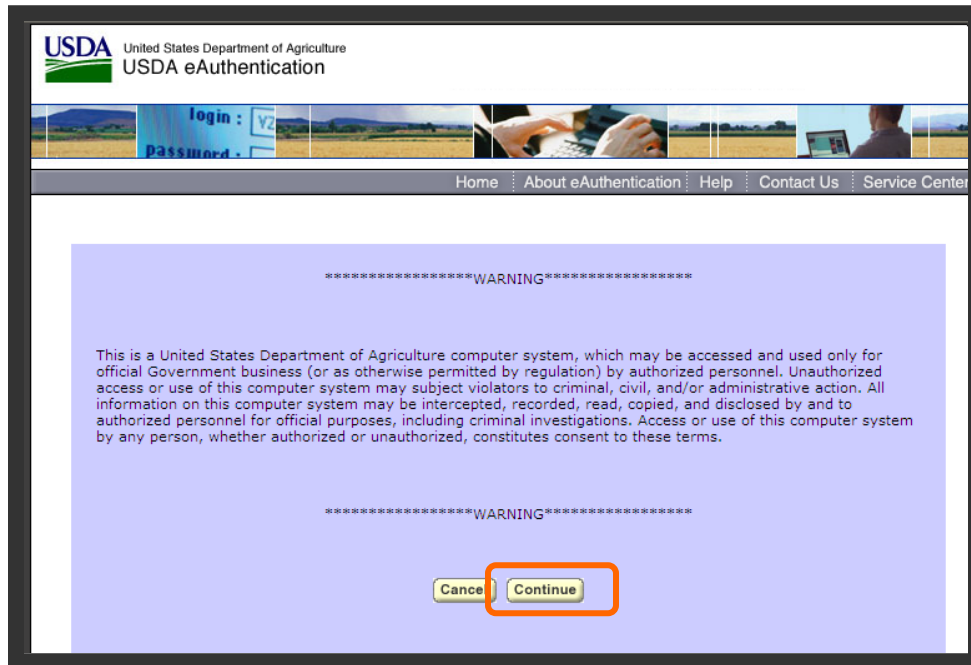 USDA United States Department of Agriculture
USDA eAuthentication
login : VZ
password :
Home About eAuthentication Help Contact Us Service Center
*****************WARNING*****************
This is a United States Department of Agriculture computer system, which may be accessed and used only for
official Government business (or as otherwise permitted by regulation) by authorized personnel. Unauthorized
access or use of this computer system may subject violators to criminal, civil, and/or administrative action. All
information on this computer system may be intercepted, recorded, read, copied, and disclosed by and to
authorized personnel for official purposes, including criminal investigations. Access or use of this computer system
by any person, whether authorized or unauthorized, constitutes consent to these terms.
*****************WARNING*****************
Cancel Continue